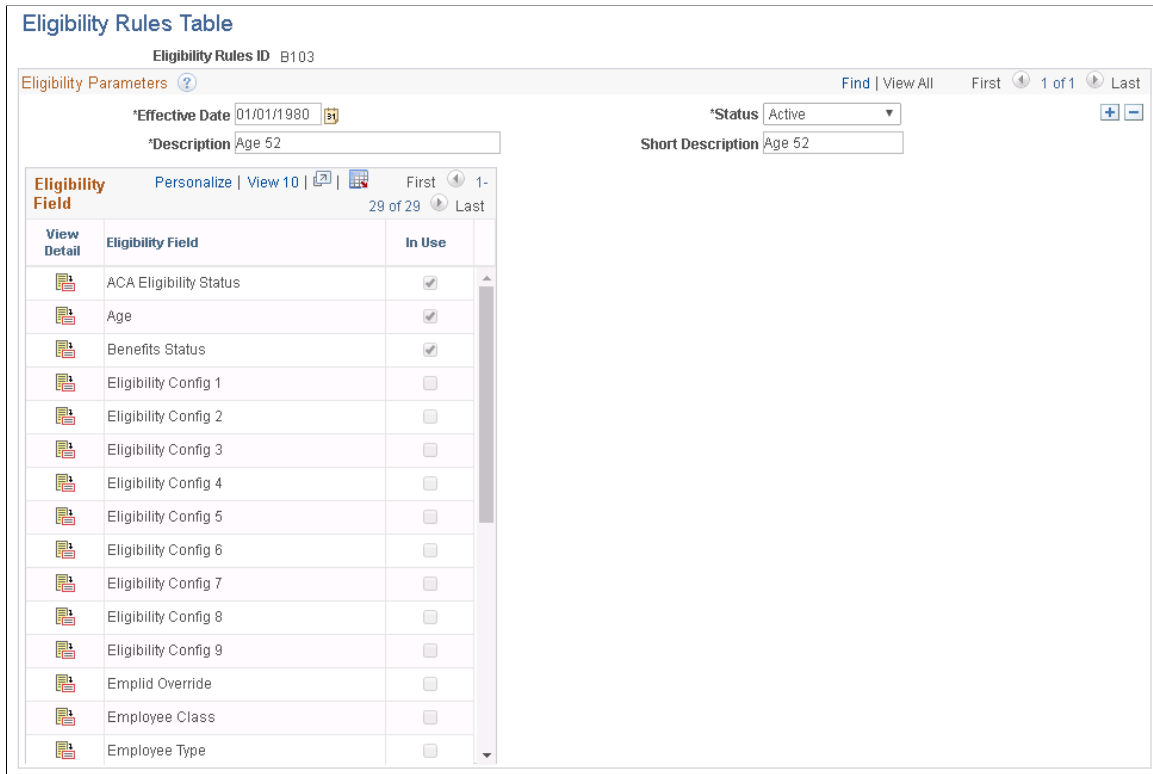 Eligibility Rules Table
Eligibility Rules ID B103
Eligibility Parameters ? Find | View All First 1 of 1 Last
*Effective Date 01/01/1980 31 *Status Active
*Description Age 52 Short Description Age 52
Eligibility Field Personalize | View 10 | | First 1-29 of 29 Last
View Detail Eligibility Field In Use
ACA Eligibility Status
Age
Benefits Status
Eligibility Config 1
Eligibility Config 2
Eligibility Config 3
Eligibility Config 4
Eligibility Config 5
Eligibility Config 6
Eligibility Config 7
Eligibility Config 8
Eligibility Config 9
Emplid Override
Employee Class
Employee Type